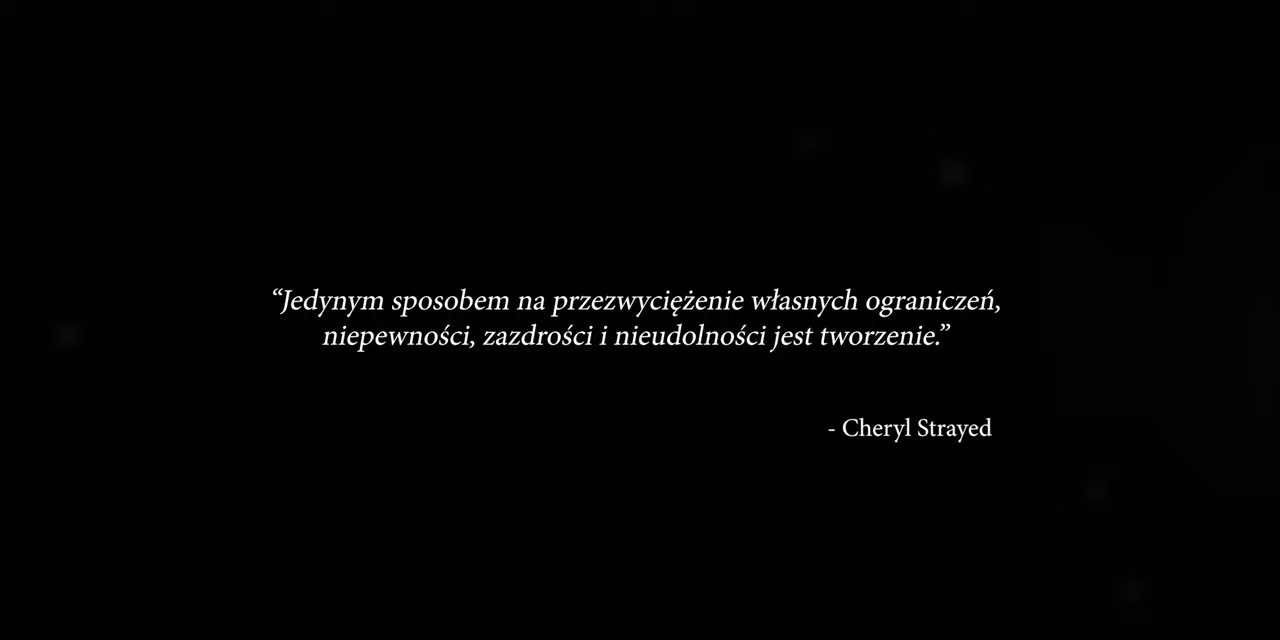 “Jedynym sposobem na przezwyciężenie własnych ograniczeń,
niepewności, zazdrości i nieudolności jest tworzenie.”
- Cheryl Strayed